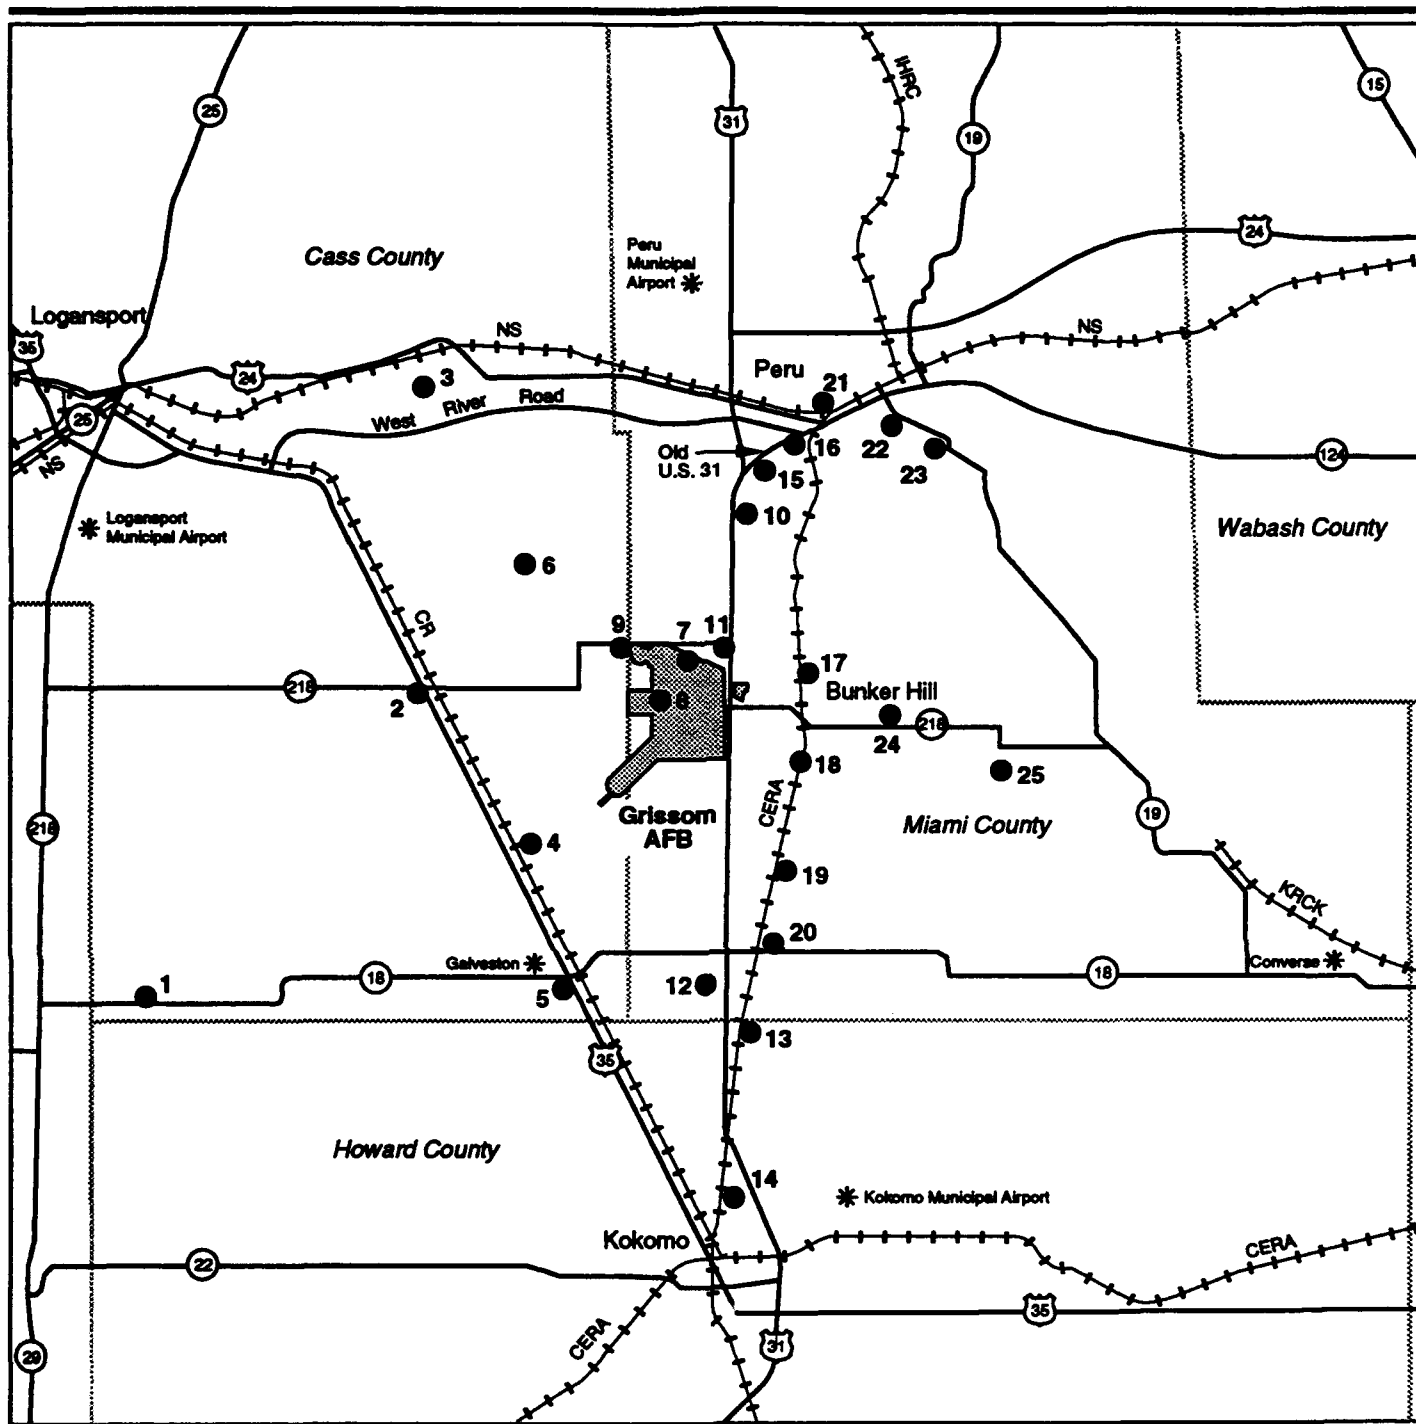 25
31
IHRC
19
15
24
Cass County
Peru
Municipal
Airport
Logansport
35
NS
NS
24
3
Peru
21
West River Road
25
NS
Old
U.S. 31
16
22
23
15
124
10
Logansport
Municipal Airport
Wabash County
6
CR
9
7
11
17
218
2
8
Bunker Hill
24
218
18
25
CERA
Grissom
AFB
Miami County
19
218
4
19
KRCK
20
Galveston
Converse
1
18
5
12
18
13
35
Howard County
14
Kokomo Municipal Airport
Kokomo
22
CERA
35
CERA
31
29